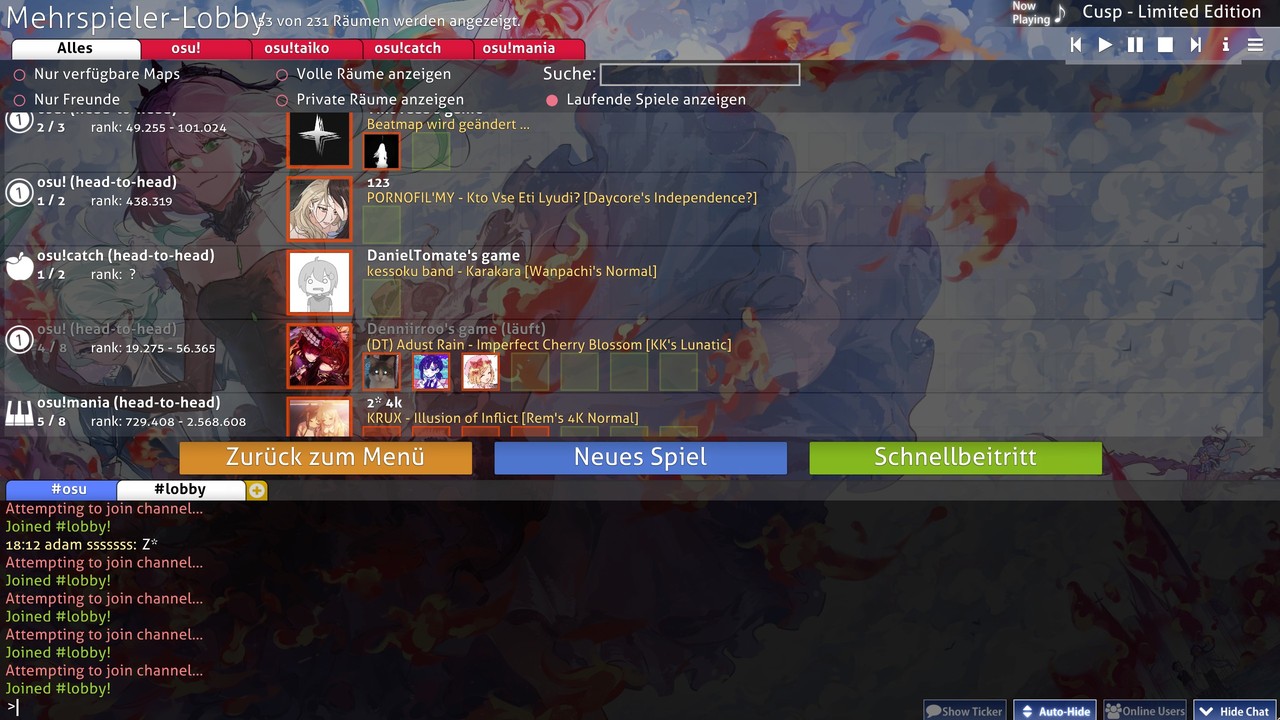 Mehrspieler-Lobby 53 von 231 Räumen werden angezeigt.
Now Playing ♪ Cusp - Limited Edition
Alles osu! osu!taiko osu!catch osu!mania
Nur verfügbare Maps Volle Räume anzeigen Suche:
Nur Freunde Private Räume anzeigen Laufende Spiele anzeigen
2 / 3 rank: 49.255 - 101.024 Beatmap wird geändert ...
osu! (head-to-head) 123
1 / 2 rank: 438.319 PORNOFIL'MY - Kto Vse Eti Lyudi? [Daycore's Independence?]
osu!catch (head-to-head) DanielTomate's game
1 / 2 rank: ? kessoku band - Karakara [Wanpachi's Normal]
osu! (head-to-head) Denniirroo's game (läuft)
4 / 8 rank: 19.275 - 56.365 (DT) Adust Rain - Imperfect Cherry Blossom [KK's Lunatic]
osu!mania (head-to-head) 2* 4k
5 / 8 rank: 729.408 - 2.568.608 KRUX - Illusion of Inflict [Rem's 4K Normal]
Zurück zum Menü Neues Spiel Schnellbeitritt
#osu #lobby
Attempting to join channel...
Joined #lobby!
18:12 adam sssssss: Z*
Attempting to join channel...
Joined #lobby!
Attempting to join channel...
Joined #lobby!
Attempting to join channel...
Joined #lobby!
Attempting to join channel...
Joined #lobby!
>
Show Ticker Auto-Hide Online Users Hide Chat